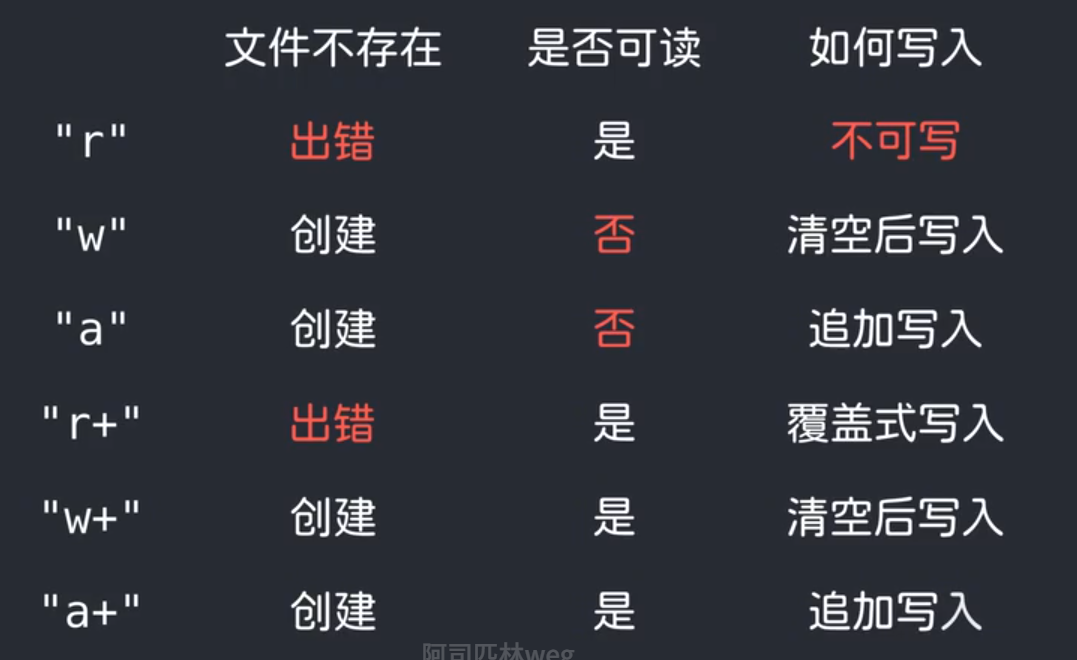 文件不存在 是否可读 如何写入
"r" 出错 是 不可写
"w" 创建 否 清空后写入
"a" 创建 否 追加写入
"r+" 出错 是 覆盖式写入
"w+" 创建 是 清空后写入
"a+" 创建 是 追加写入
阿司匹林weg